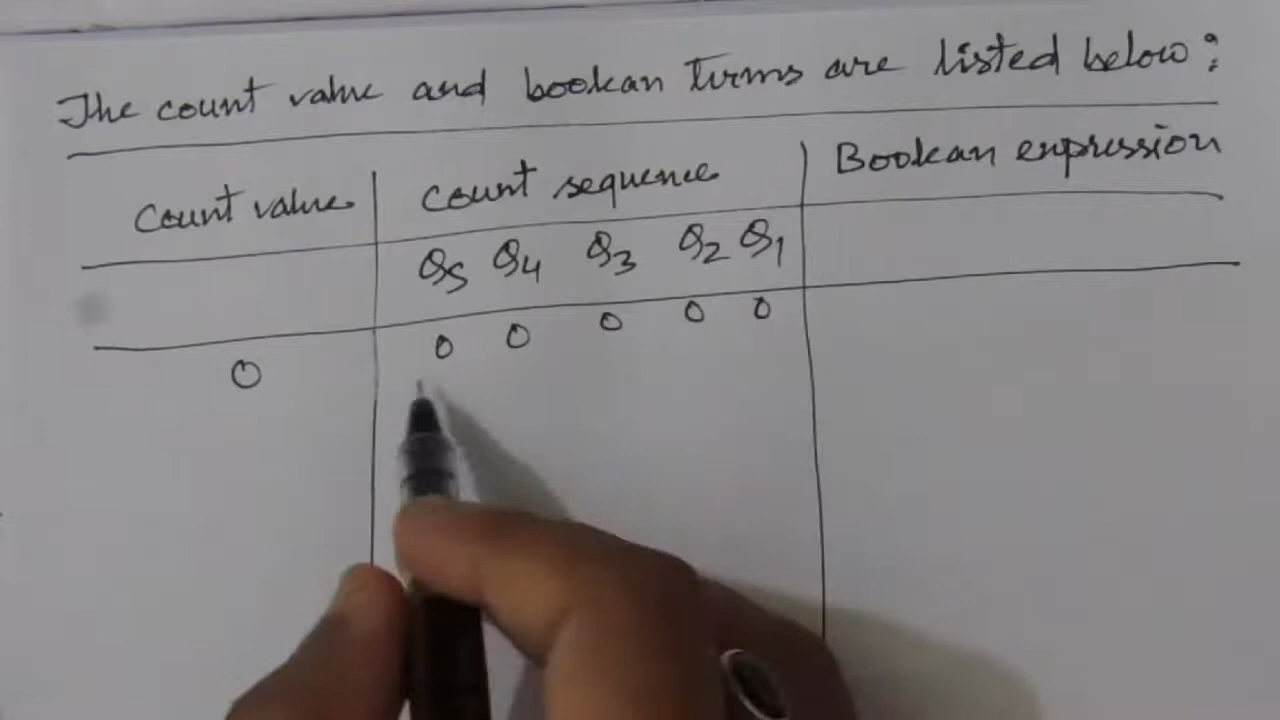 The count value and boolean terms are listed below:
Count value count sequence Boolean expression
Q5 Q4 Q3 Q2 Q1
0 0 0 0 0 0